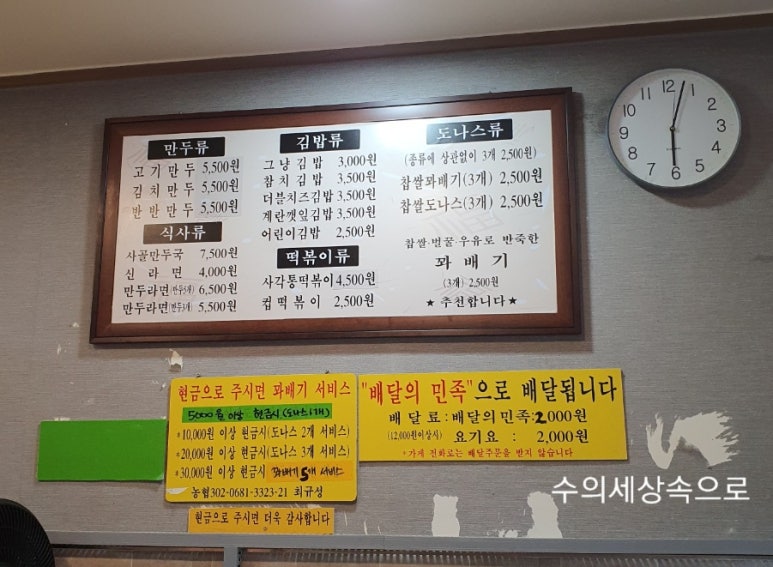 만두류
고기만두 5,500원
김치만두 5,500원
반반만두 5,500원
식사류
사골만두국 7,500원
신라면 4,000원
만두라면 6,500원
만두라면 5,500원
김밥류
그냥김밥 3,000원
참치김밥 3,500원
더블치즈김밥 3,500원
계란깻잎김밥 3,500원
어린이김밥 2,500원
떡볶이류
사각통떡볶이 4,500원
컵떡볶이 2,500원
도나스류
(종류에 상관없이 3개 2,500원)
찹쌀꽈배기(3개) 2,500원
찹쌀도나스(3개) 2,500원
찹쌀·벌꿀·우유로 반죽한
꽈배기
(3개) 2,500원
★추천합니다★
12
6
현금으로 주시면 꽈배기 서비스
5000원 이상 현금시(도나스1개)
*10,000원 이상 현금시(도나스 2개 서비스)
*20,000원 이상 현금시(도나스 3개 서비스)
*30,000원 이상 현금시 꽈배기 5개 서비스
농협302-0681-3323-21 최규성
현금으로 주시면 더욱 감사합니다
"배달의 민족"으로 배달됩니다
배달료:배달의민족:2,000원
(12,000원이상시) 요기요 : 2,000원
*가게 전화로는 배달주문을 받지 않습니다
수의세상속으로